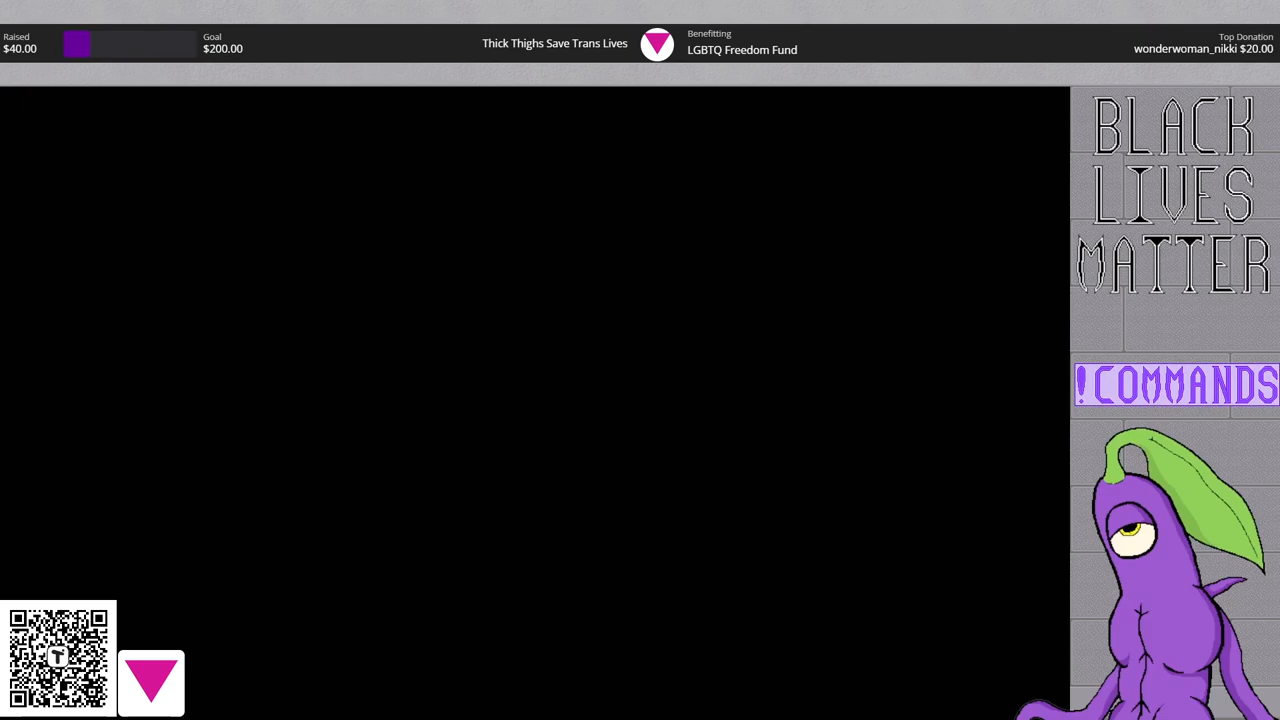 Raised
$40.00
Goal
$200.00
Thick Thighs Save Trans Lives
Benefitting
LGBTQ Freedom Fund
Top Donation
wonderwoman_nikki $20.00
BLACK
LIVES
MATTER
!COMMANDS
T